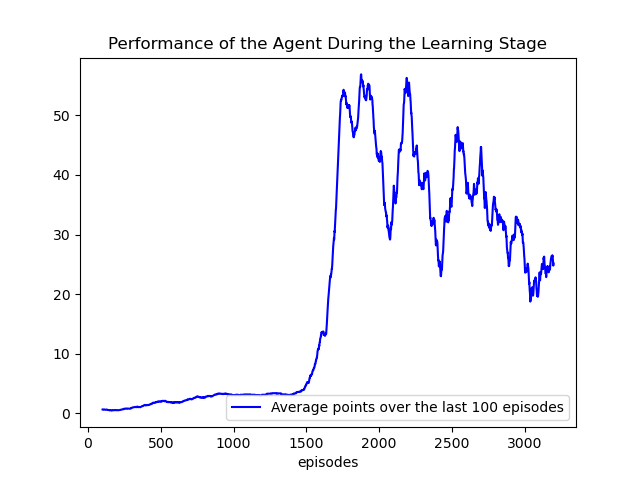 Performance of the Agent During the Learning Stage
50
40
30
20
10
0
Average points over the last 100 episodes
0 500 1000 1500 2000 2500 3000
episodes